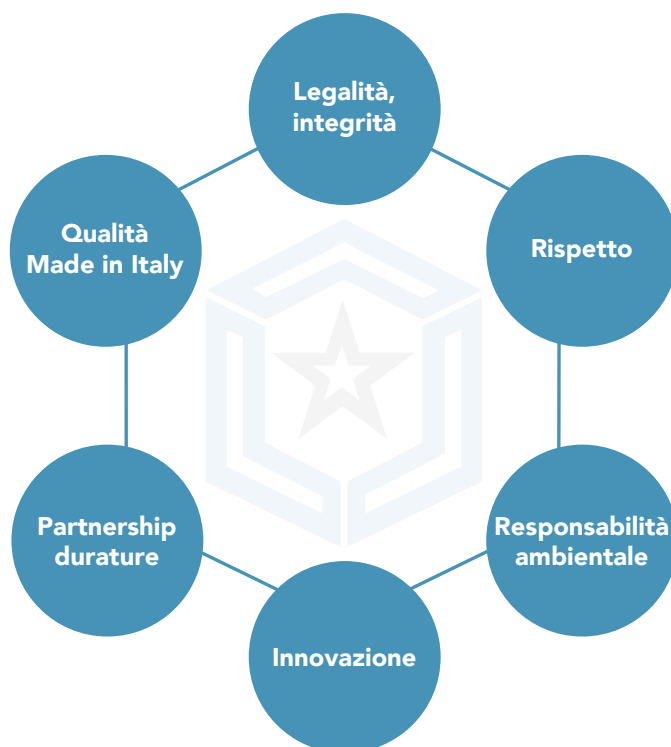 Legalità,
integrità
Qualità
Made in Italy
Rispetto
Partnership
durature
Responsabilità
ambientale
Innovazione